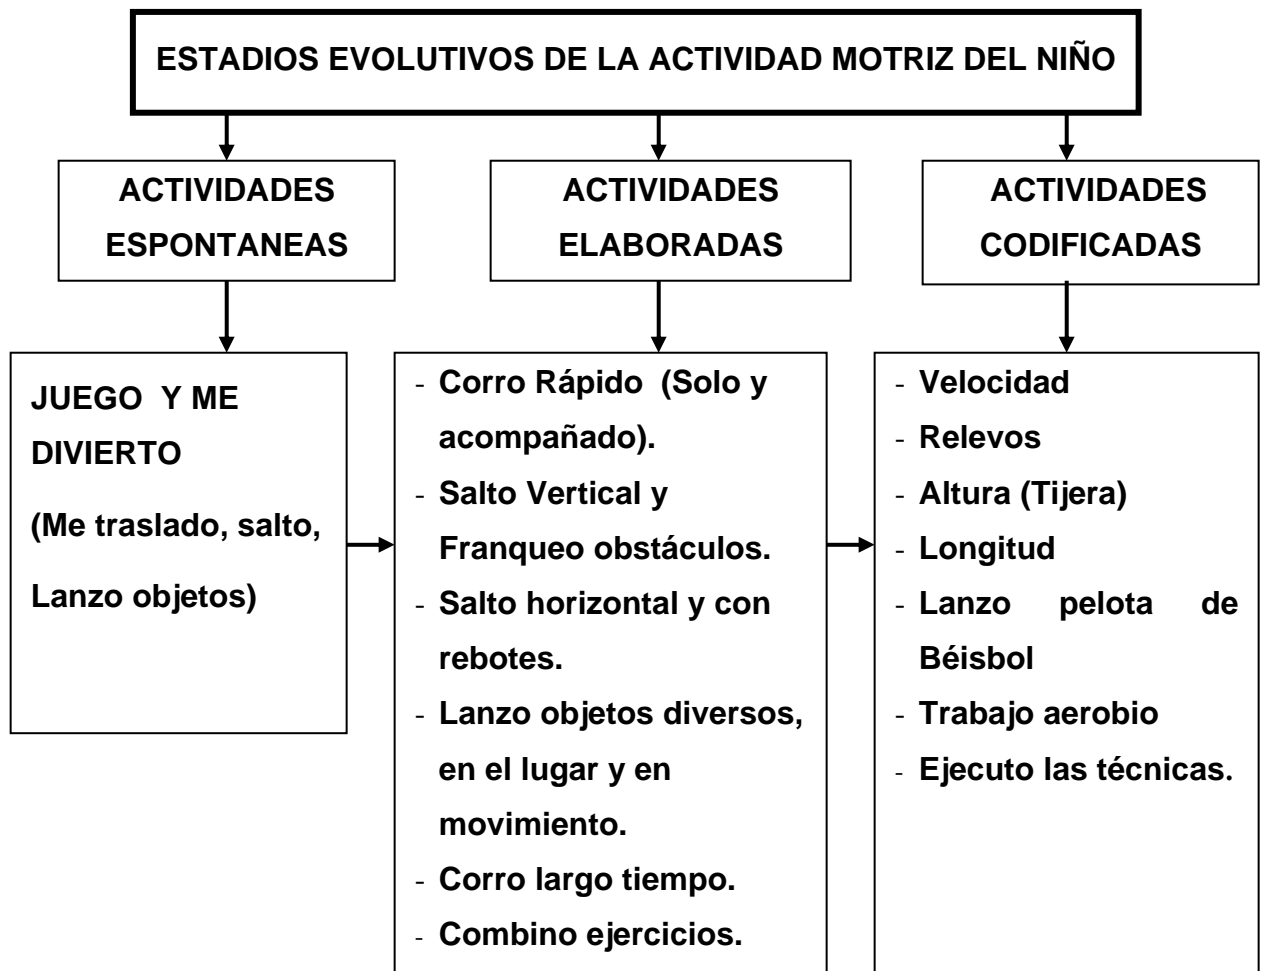 ESTADIOS EVOLUTIVOS DE LA ACTIVIDAD MOTRIZ DEL NIÑO
ACTIVIDADES
ESPONTANEAS
ACTIVIDADES
ELABORADAS
ACTIVIDADES
CODIFICADAS
JUEGO Y ME
DIVIERTO
(Me traslado, salto,
Lanzo objetos)
- Corro Rápido (Solo y
acompañado).
- Salto Vertical y
Franqueo obstáculos.
- Salto horizontal y con
rebotes.
- Lanzo objetos diversos,
en el lugar y en
movimiento.
- Corro largo tiempo.
- Combino ejercicios.
- Velocidad
- Relevos
- Altura (Tijera)
- Longitud
- Lanzo pelota de
Béisbol
- Trabajo aerobio
- Ejecuto las técnicas.